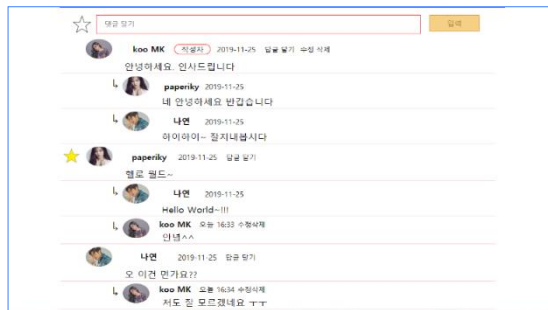 댓글 달기
입력
koo MK 작성자 2019-11-25 답글 달기 수정 삭제
안녕하세요. 인사드립니다
paperiky 2019-11-25
네 안녕하세요 반갑습니다
나연 2019-11-25
하이하이~ 잘지내봅시다
paperiky 2019-11-25 답글 달기
헬로 월드~
나연 2019-11-25
Hello World~!!!
koo MK 오늘 16:33 수정삭제
안녕^^
나연 2019-11-25 답글 달기
오 이건 먼가요??
koo MK 오늘 16:34 수정삭제
저도 잘 모르겠네요 ㅜㅜ